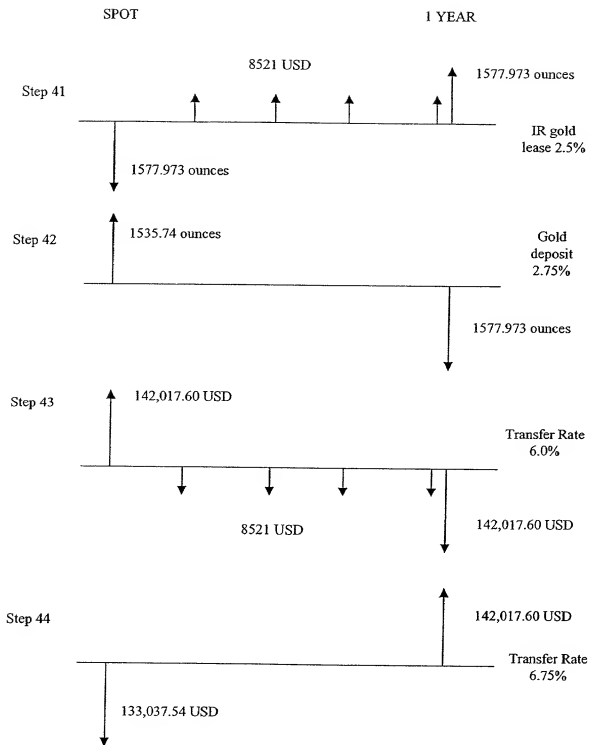 SPOT
1 YEAR
Step 41
8521 USD
1577.973 ounces
IR gold
lease 2.5%
1577.973 ounces
Step 42
1535.74 ounces
Gold
deposit
2.75%
1577.973 ounces
Step 43
142,017.60 USD
Transfer Rate
6.0%
8521 USD
142,017.60 USD
Step 44
142,017.60 USD
Transfer Rate
6.75%
133,037.54 USD